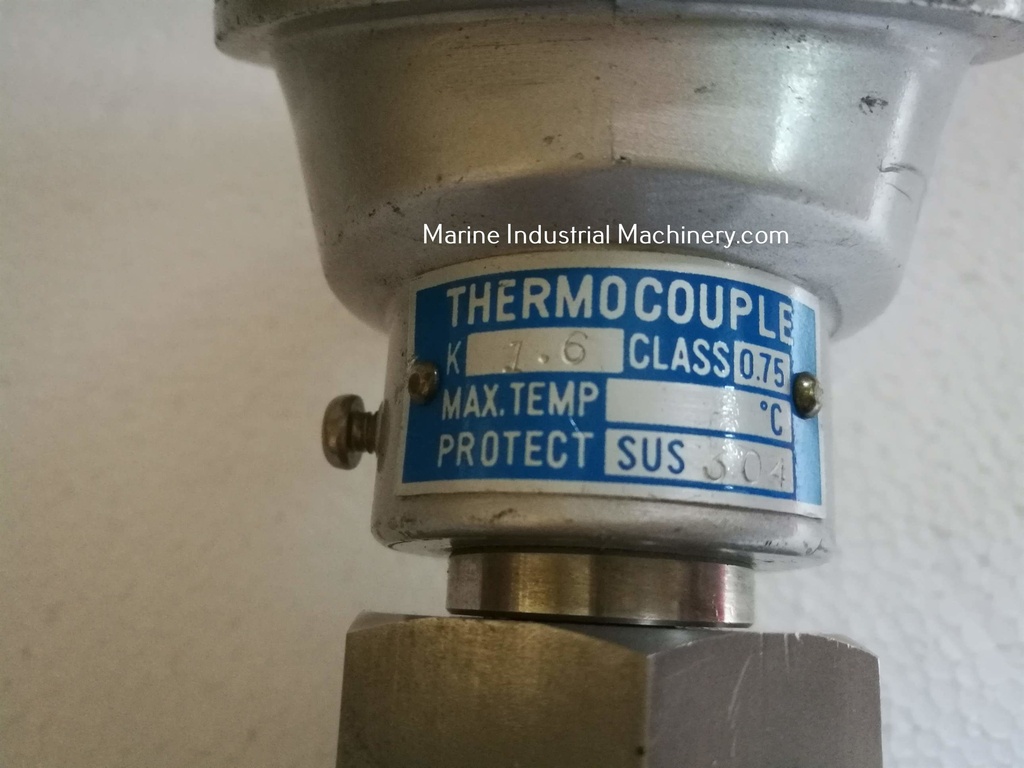 Marine Industrial Machinery.com
THERMOCOUPLE
K 1.6 CLASS 0.75
MAX.TEMP °C
PROTECT SUS 304